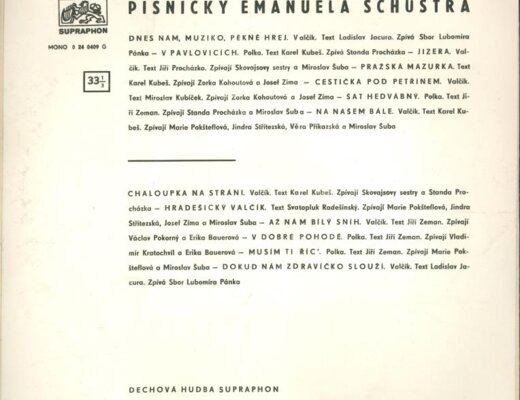 PÍSNIČKY EMANUELA SCHUSTRA
SUPRAPHON
MONO 0 24 0409 G
33⅓
DNES NÁM, MUZIKO, PĚKNĚ HREJ. Valčík. Text Ladislav Jacura. Zpívá Sbor Lubomíra
Pánka — V PAVLOVICÍCH. Polka. Text Karel Kubeš. Zpívá Standa Procházka — JIZERA. Val-
čík. Text Jiří Procházka. Zpívají Skovajsovy sestry a Miroslav Šuba — PRAŽSKÁ MAZURKA. Text
Karel Kubeš. Zpívají Zorka Kohoutová a Josef Zíma — CESTIČKA POD PETŘÍNEM. Valčík.
Text Miroslav Kubíček. Zpívají Zorka Kohoutová a Josef Zíma — ŠAT HEDVÁBNÝ. Polka. Text Ji-
ří Zeman. Zpívají Standa Procházka a Miroslav Šuba — NA NAŠEM BÁLE. Valčík. Text Karel Ku-
beš. Zpívají Marie Pokšteflová, Jindra Střítezská, Věra Příkazská a Miroslav Šuba
CHALOUPKA NA STRÁNI. Valčík. Text Karel Kubeš. Zpívají Skovajsovy sestry a Standa Pro-
cházka — HRADEŠICKÝ VALČÍK. Text Svatopluk Radešinský. Zpívají Marie Pokšteflová, Jindra
Střítezská, Josef Zíma a Miroslav Šuba — AŽ NÁM BÍLÝ SNÍH. Valčík. Text Jiří Zeman. Zpívají
Václav Pokorný a Erika Bauerová — V DOBRÉ POHODĚ. Polka. Text Jiří Zeman. Zpívají Vladi-
mír Kratochvíl a Erika Bauerová — MUSÍM TI ŘÍC'. Polka. Text Jiří Zeman. Zpívají Marie Pok-
šteflová a Miroslav Šuba — DOKUD NÁM ZDRAVÍČKO SLOUŽÍ. Valčík. Text Ladislav Ja-
cura. Zpívá Sbor Lubomíra Pánka
DECHOVÁ HUDBA SUPRAPHON